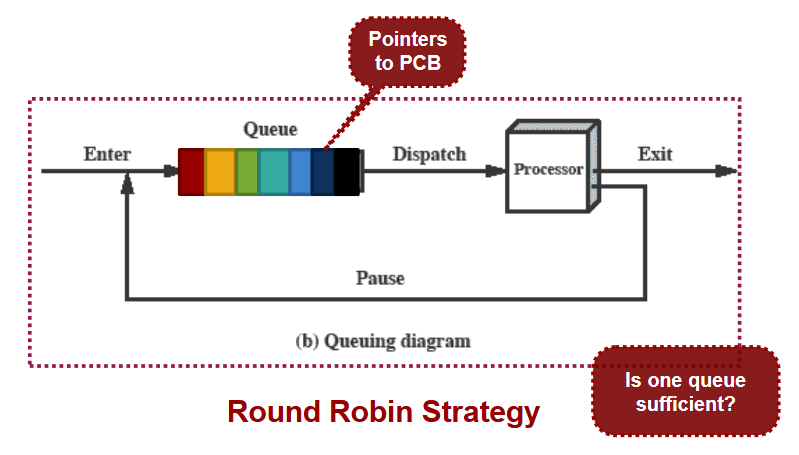 Pointers
to PCB
Queue
Enter
Dispatch
Processor
Exit
Pause
(b) Queuing diagram
Is one queue
sufficient?
Round Robin Strategy